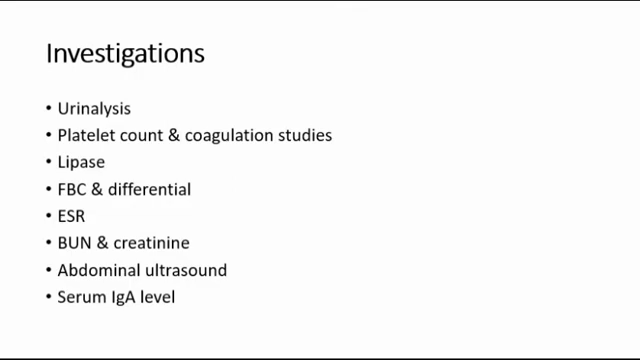 Investigations
• Urinalysis
• Platelet count & coagulation studies
• Lipase
• FBC & differential
• ESR
• BUN & creatinine
• Abdominal ultrasound
• Serum IgA level